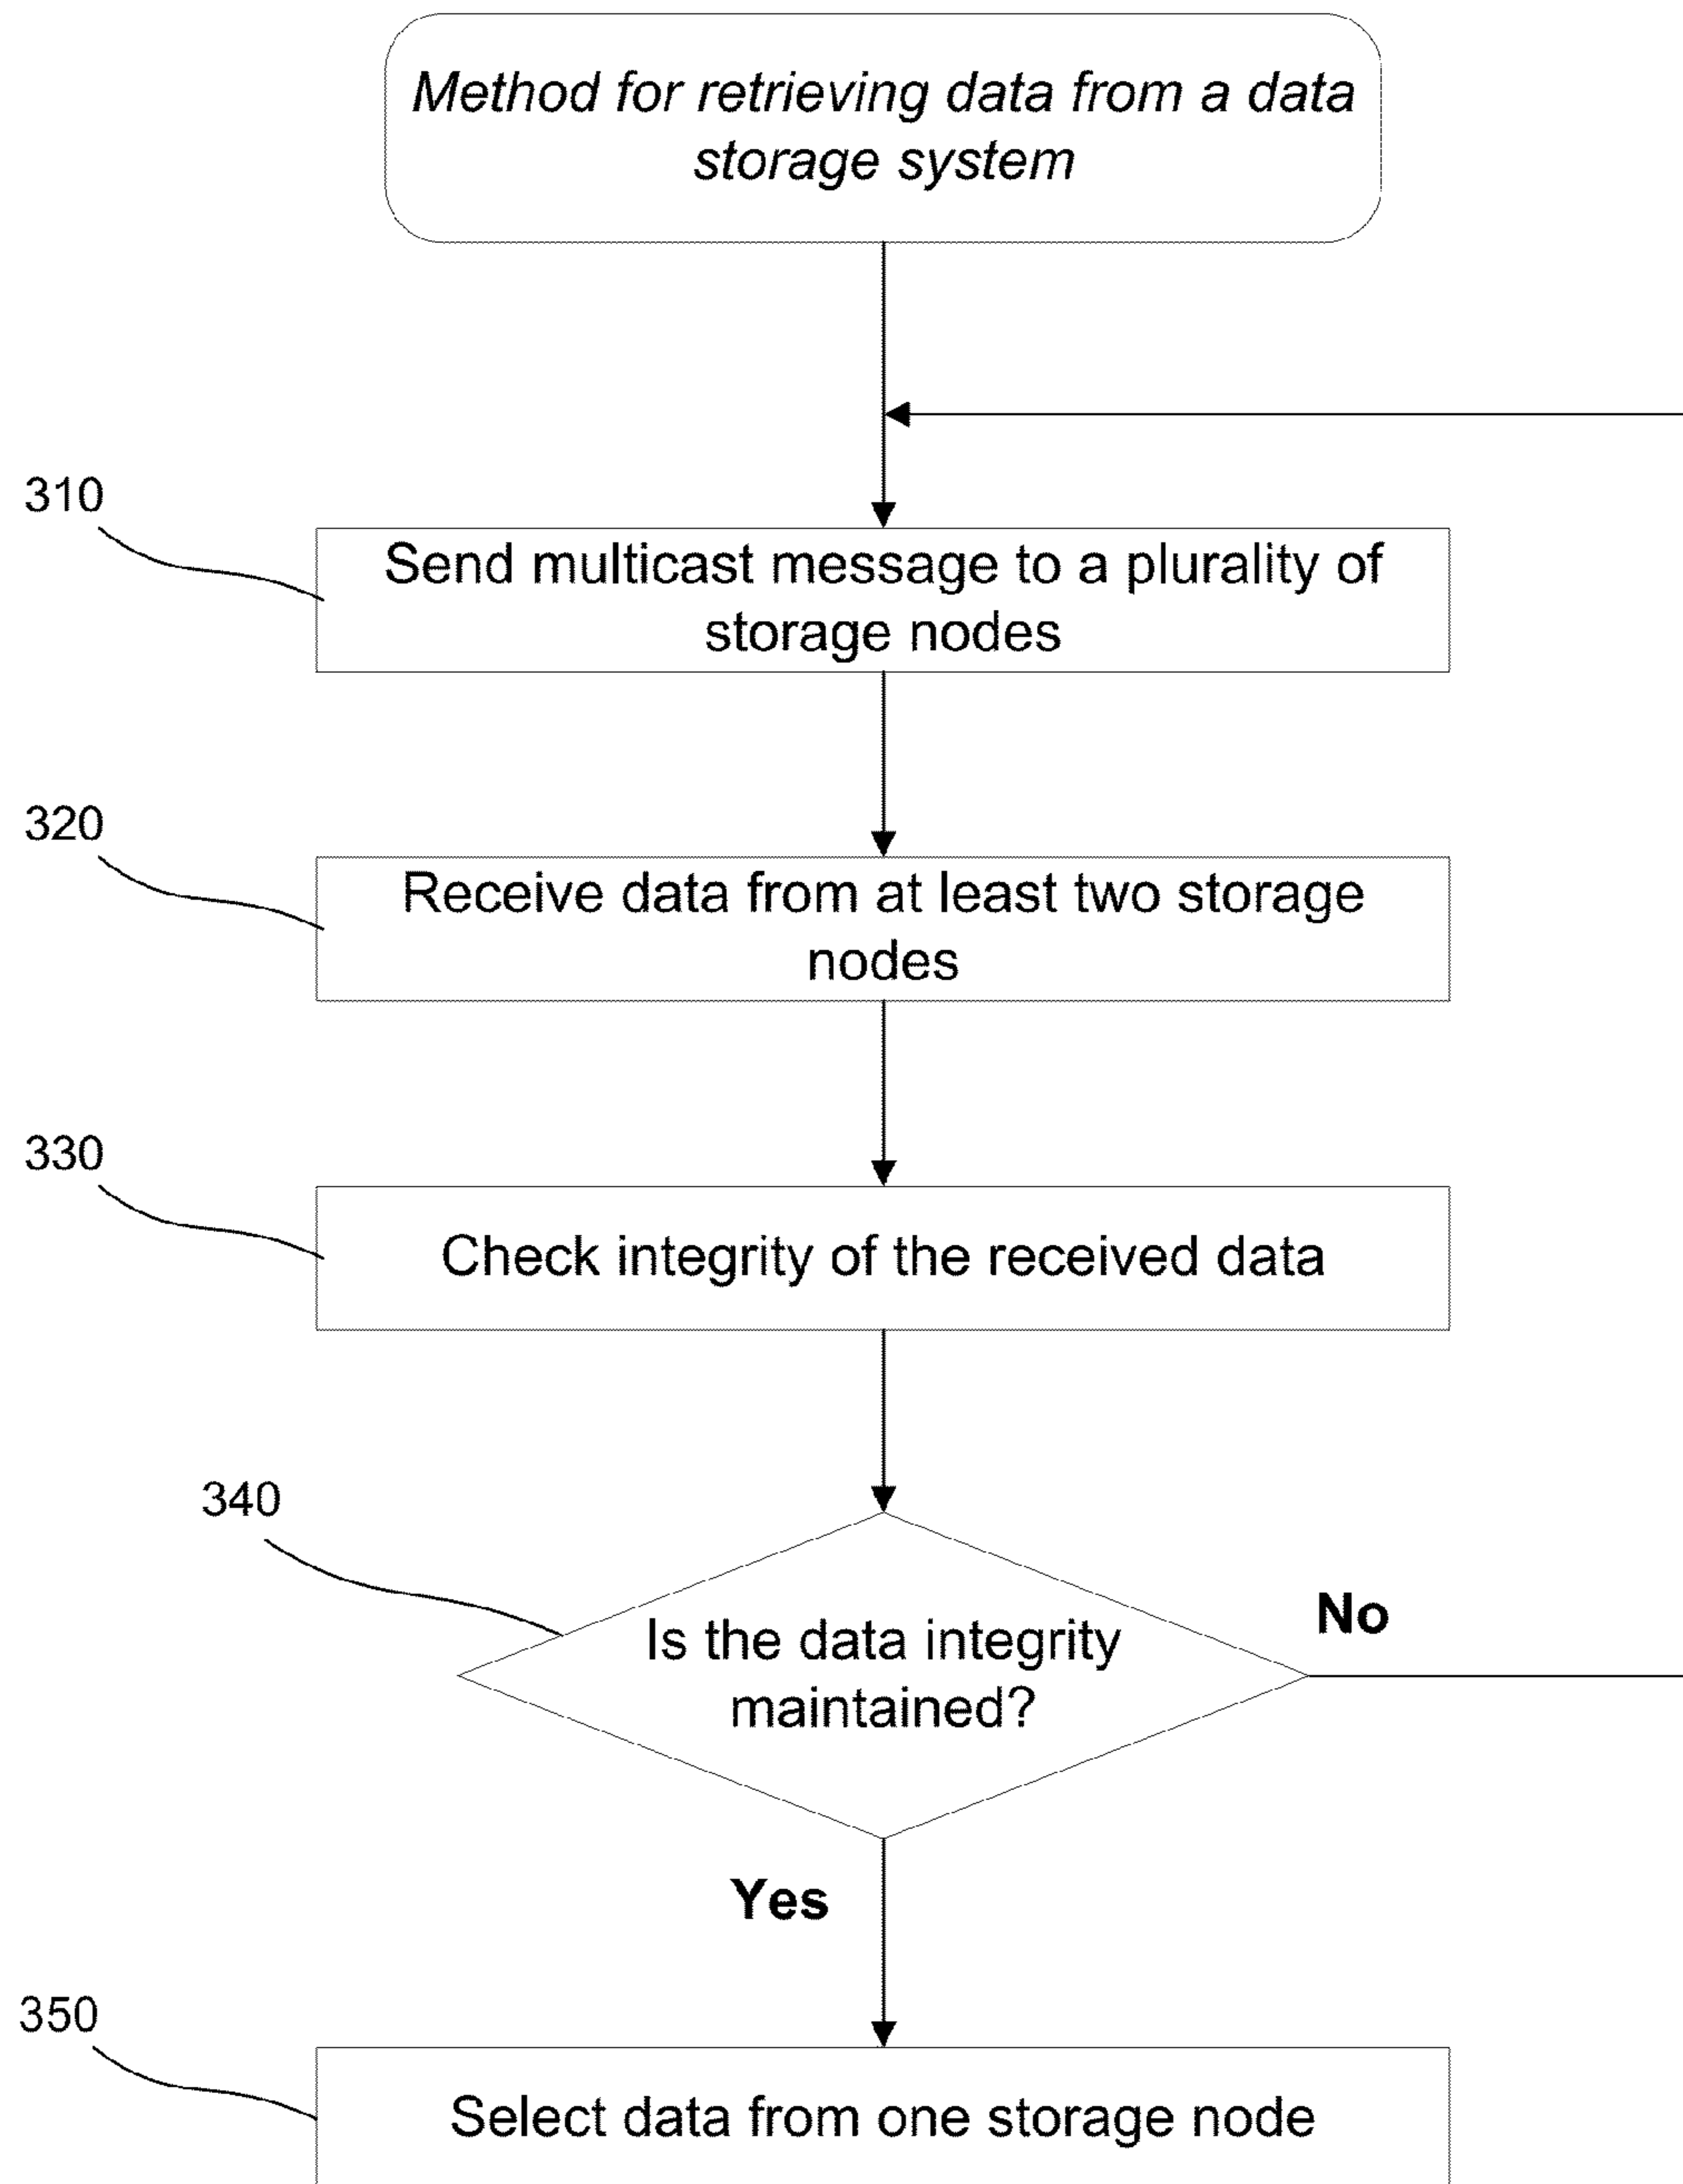 Method for retrieving data from a data
storage system
310
Send multicast message to a plurality of
storage nodes
320
Receive data from at least two storage
nodes
330
Check integrity of the received data
340
Is the data integrity
maintained?
No
Yes
350
Select data from one storage node